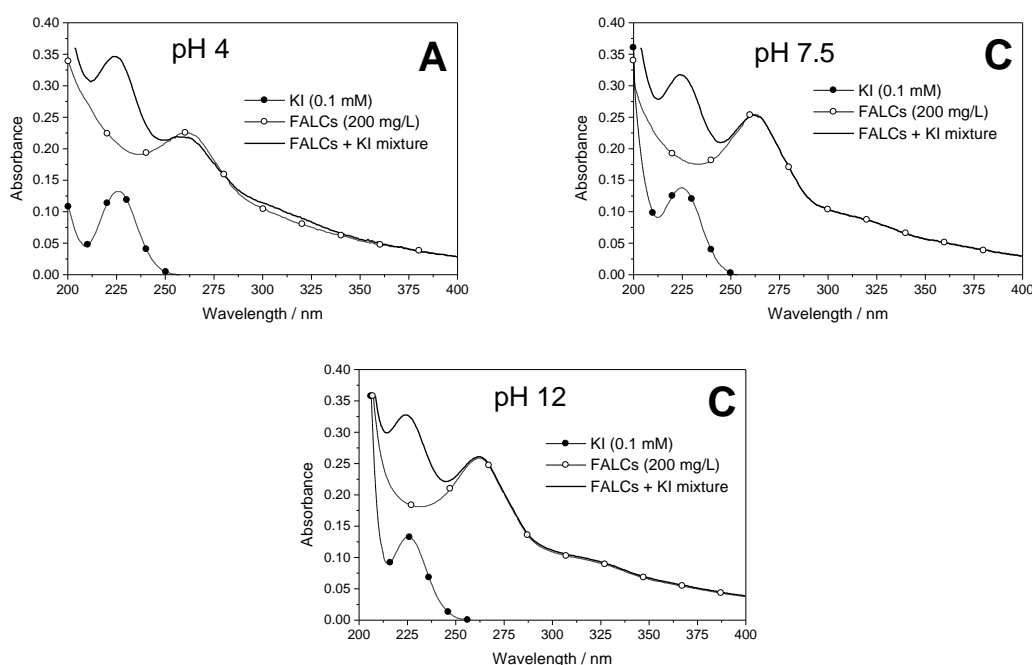 pH 4
A
KI (0.1 mM)
FALCs (200 mg/L)
FALCs + KI mixture
Absorbance
0.40
0.35
0.30
0.25
0.20
0.15
0.10
0.05
0.00
200 225 250 275 300 325 350 375 400
Wavelength / nm
pH 7.5
C
KI (0.1 mM)
FALCs (200 mg/L)
FALCs + KI mixture
Absorbance
0.40
0.35
0.30
0.25
0.20
0.15
0.10
0.05
0.00
200 225 250 275 300 325 350 375 400
Wavelength / nm
pH 12
C
KI (0.1 mM)
FALCs (200 mg/L)
FALCs + KI mixture
Absorbance
0.40
0.35
0.30
0.25
0.20
0.15
0.10
0.05
0.00
200 225 250 275 300 325 350 375 400
Wavelength / nm